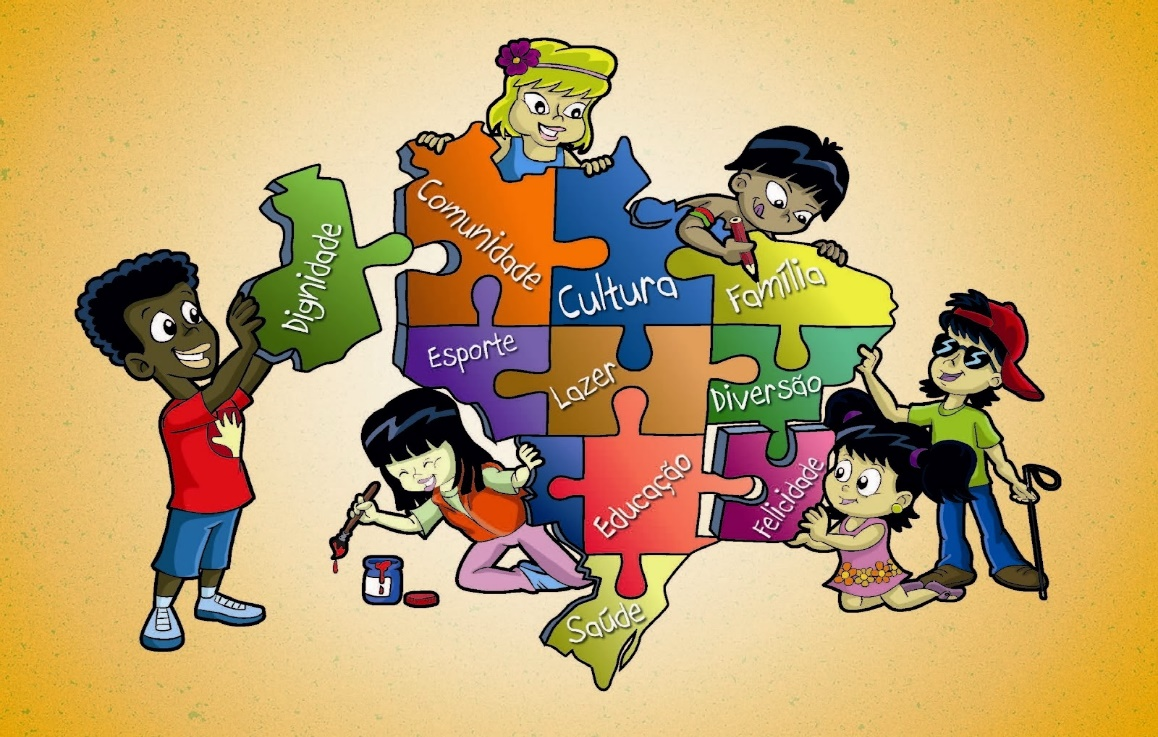 Dignidade
Comunidade
Cultura
Família
Esporte
Lazer
Diversão
Educação
Felicidade
Saúde